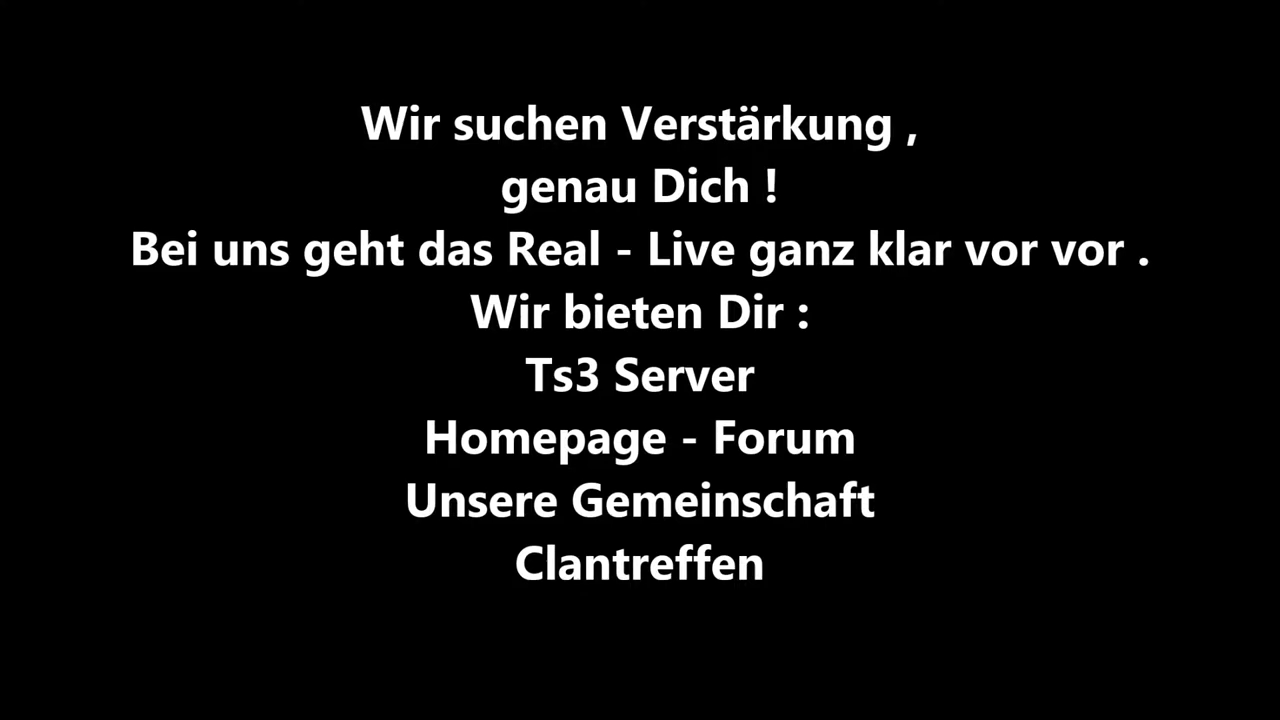 Wir suchen Verstärkung ,
genau Dich !
Bei uns geht das Real - Live ganz klar vor vor .
Wir bieten Dir :
Ts3 Server
Homepage - Forum
Unsere Gemeinschaft
Clantreffen